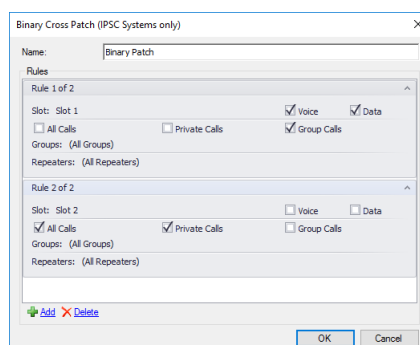 Binary Cross Patch (IPSC Systems only)
Name: Binary Patch
Rules
Rule 1 of 2
Slot: Slot 1 Voice Data
All Calls Private Calls Group Calls
Groups: (All Groups)
Repeaters: (All Repeaters)
Rule 2 of 2
Slot: Slot 2 Voice Data
All Calls Private Calls Group Calls
Groups: (All Groups)
Repeaters: (All Repeaters)
Add Delete
OK Cancel